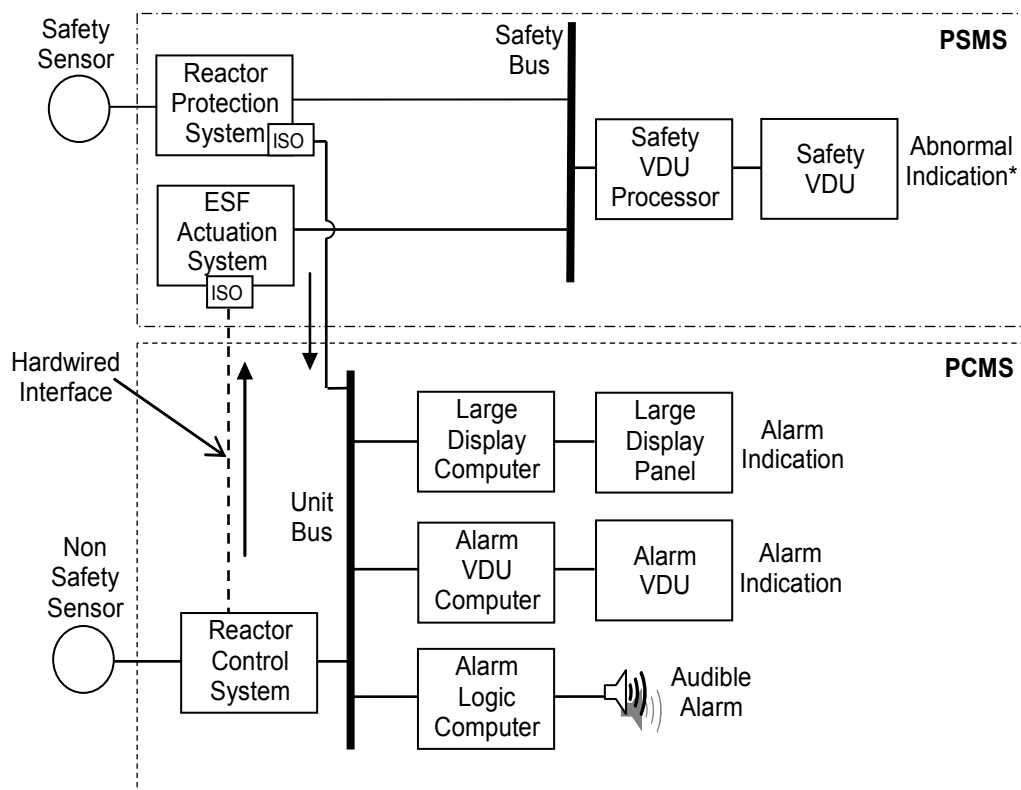 Safety
Sensor
Reactor
Protection
System
ISO
Safety
Bus
PSMS
Safety
VDU
Processor
Safety
VDU
Abnormal
Indication*
ESF
Actuation
System
ISO
Hardwired
Interface
PCMS
Large
Display
Computer
Large
Display
Panel
Alarm
Indication
Unit
Bus
Non
Safety
Sensor
Alarm
VDU
Computer
Alarm
VDU
Alarm
Indication
Reactor
Control
System
Alarm
Logic
Computer
Audible
Alarm